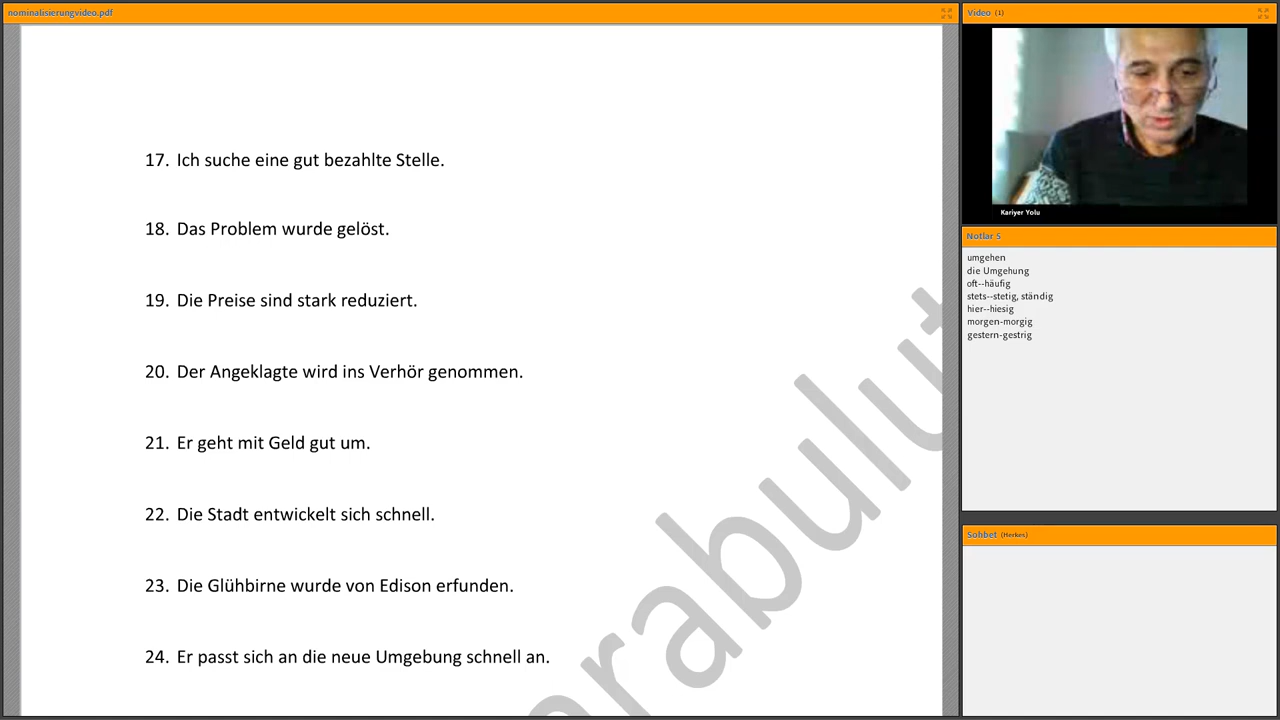 nominalisierungvideo.pdf
17. Ich suche eine gut bezahlte Stelle.
18. Das Problem wurde gelöst.
19. Die Preise sind stark reduziert.
20. Der Angeklagte wird ins Verhör genommen.
21. Er geht mit Geld gut um.
22. Die Stadt entwickelt sich schnell.
23. Die Glühbirne wurde von Edison erfunden.
24. Er passt sich an die neue Umgebung schnell an.
arabulut
Video (1)
Kariyer Yolu
Notlar 5
umgehen
die Umgehung
oft--häufig
stets--stetig, ständig
hier--hiesig
morgen-morgig
gestern-gestrig
Sohbet (Herkes)